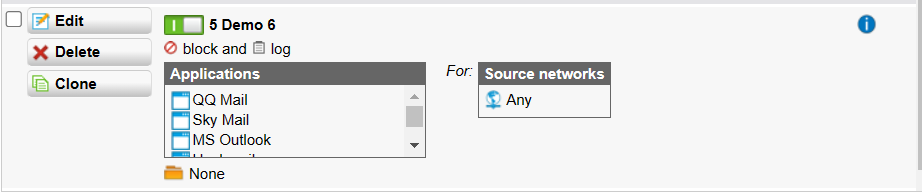 Edit
Delete
Clone
5 Demo 6
block and log
Applications
QQ Mail
Sky Mail
MS Outlook
None
For:
Source networks
Any